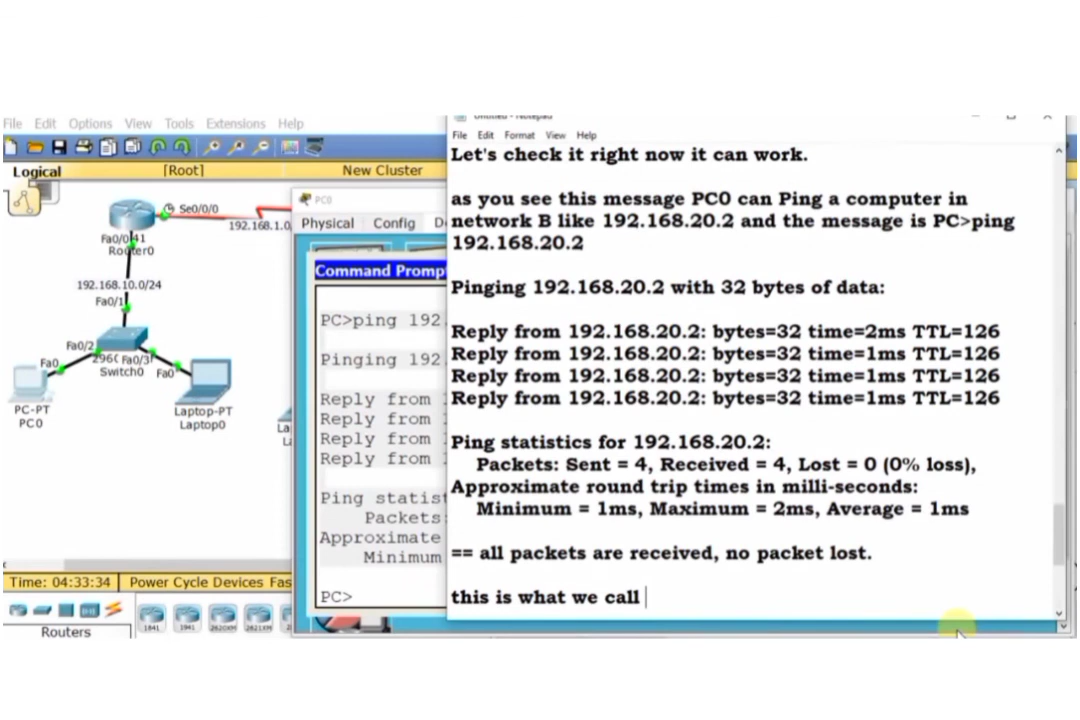 Untitled - Notepad
File Edit Options View Tools Extensions Help
File Edit Format View Help
Logical [Root] New Cluster
Let's check it right now it can work.
as you see this message PC0 can Ping a computer in
network B like 192.168.20.2 and the message is PC>ping
192.168.20.2
Pinging 192.168.20.2 with 32 bytes of data:
Reply from 192.168.20.2: bytes=32 time=2ms TTL=126
Reply from 192.168.20.2: bytes=32 time=1ms TTL=126
Reply from 192.168.20.2: bytes=32 time=1ms TTL=126
Reply from 192.168.20.2: bytes=32 time=1ms TTL=126
Ping statistics for 192.168.20.2:
Packets: Sent = 4, Received = 4, Lost = 0 (0% loss),
Approximate round trip times in milli-seconds:
Minimum = 1ms, Maximum = 2ms, Average = 1ms
== all packets are received, no packet lost.
this is what we call
PC0
Physical Config
Command Promp
PC>ping 192.
Pinging 192.
Reply from
Reply from
Reply from
Reply from
Ping statist
Packets:
Approximate
Minimum
PC>
Se0/0/0
192.168.1.0
Fa0/0
Router0
192.168.10.0/24
Fa0/1
Fa0/2
Fa0/3
Fa0
Switch0
Fa0
PC-PT
PC0
Laptop-PT
Laptop0
Time: 04:33:34 Power Cycle Devices Fas
1841 1941 2620XM 2621XM
Routers